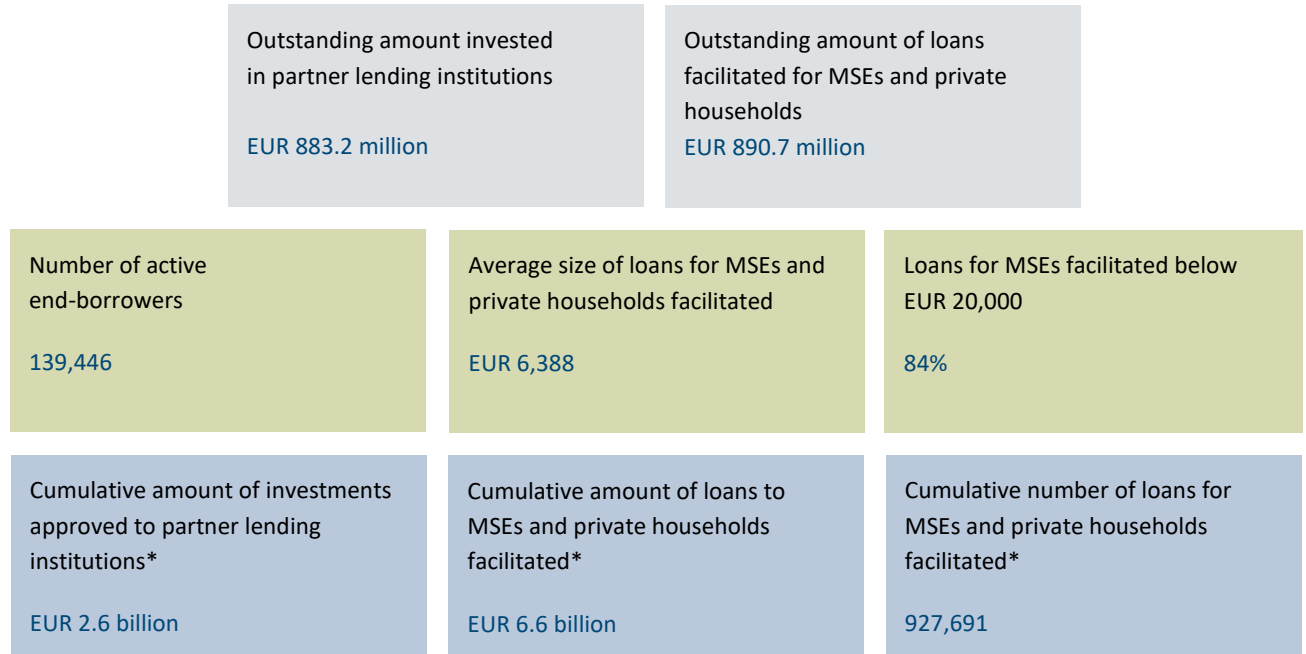 Outstanding amount invested
in partner lending institutions
EUR 883.2 million
Outstanding amount of loans
facilitated for MSEs and private
households
EUR 890.7 million
Number of active
end-borrowers
139,446
Average size of loans for MSEs and
private households facilitated
EUR 6,388
Loans for MSEs facilitated below
EUR 20,000
84%
Cumulative amount of investments
approved to partner lending
institutions*
EUR 2.6 billion
Cumulative amount of loans to
MSEs and private households
facilitated*
EUR 6.6 billion
Cumulative number of loans for
MSEs and private households
facilitated*
927,691